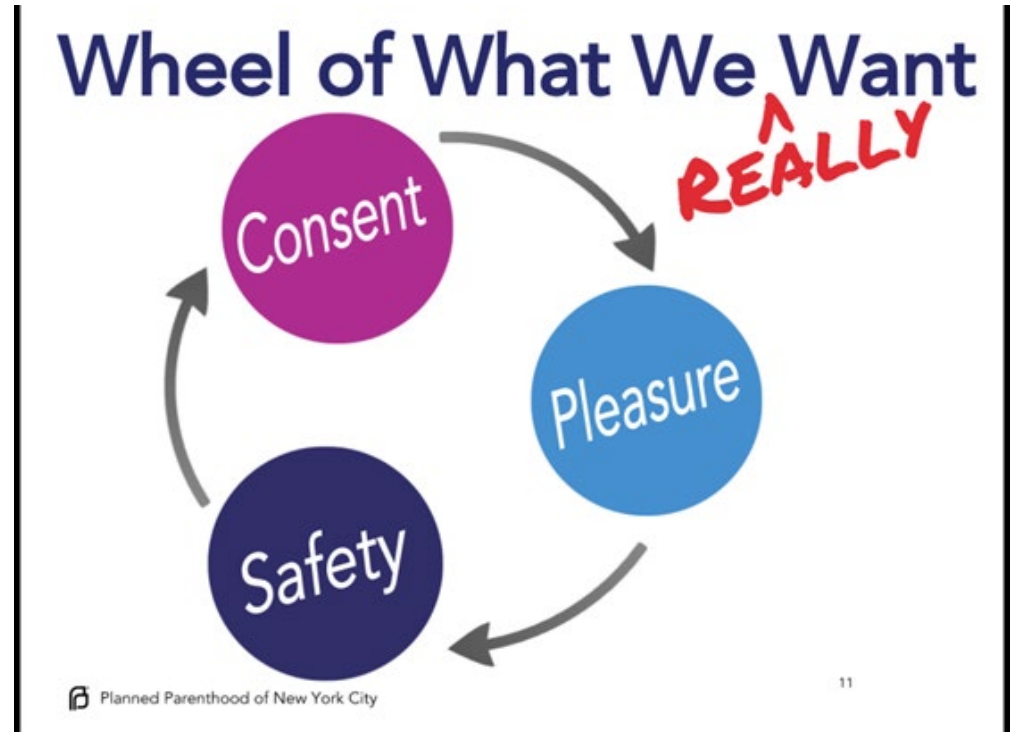 Wheel of What We Want
^
REALLY
Consent
Pleasure
Safety
Planned Parenthood of New York City
11